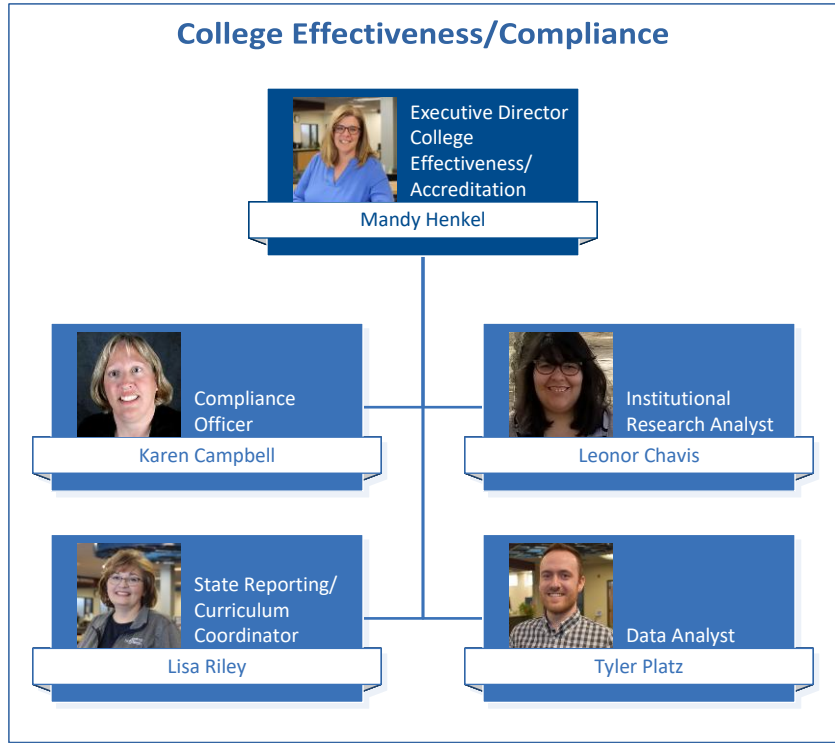 College Effectiveness/Compliance
Executive Director
College
Effectiveness/
Accreditation
Mandy Henkel
Compliance
Officer
Karen Campbell
Institutional
Research Analyst
Leonor Chavis
State Reporting/
Curriculum
Coordinator
Lisa Riley
Data Analyst
Tyler Platz